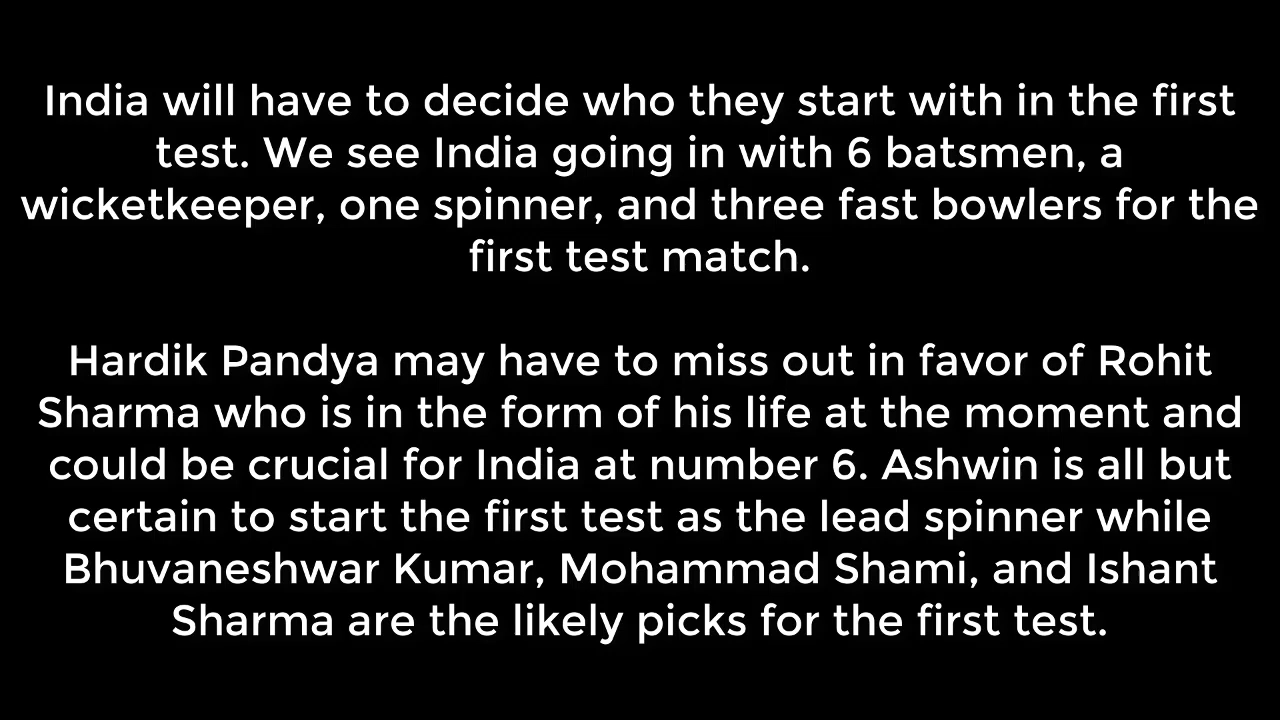 India will have to decide who they start with in the first
test. We see India going in with 6 batsmen, a
wicketkeeper, one spinner, and three fast bowlers for the
first test match.
Hardik Pandya may have to miss out in favor of Rohit
Sharma who is in the form of his life at the moment and
could be crucial for India at number 6. Ashwin is all but
certain to start the first test as the lead spinner while
Bhuvaneshwar Kumar, Mohammad Shami, and Ishant
Sharma are the likely picks for the first test.